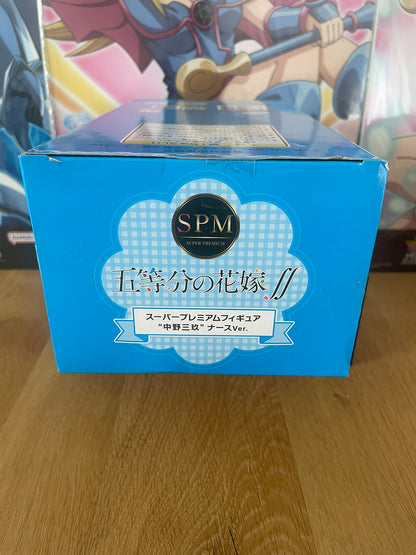 SPM
SUPER PREMIUM
五等分の花嫁∬
スーパープレミアムフィギュア
“中野三玖” ナースVer.